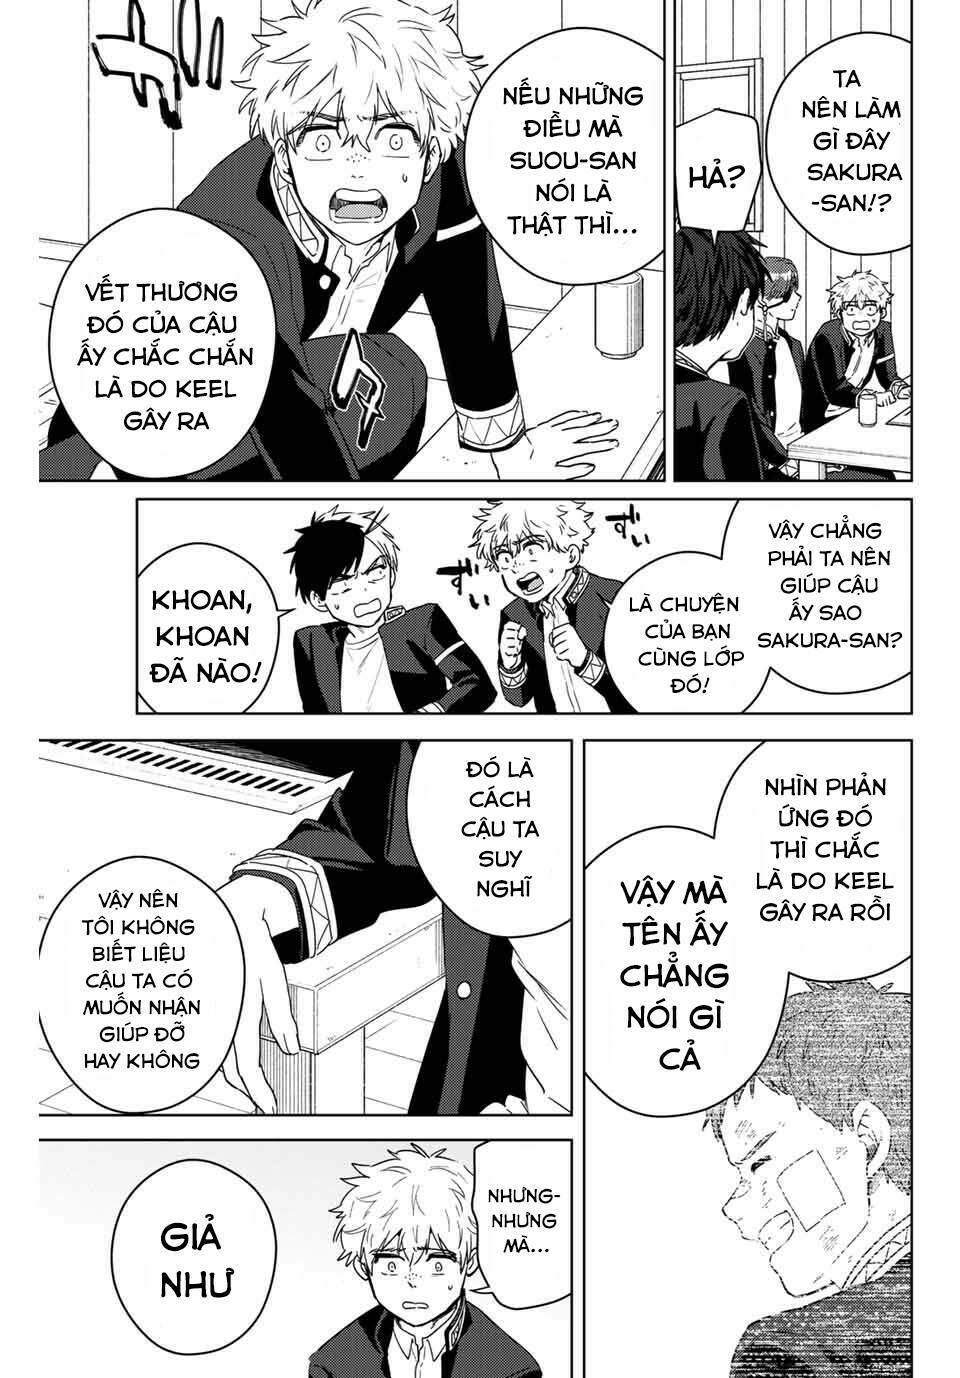 TA
NÊN LÀM
GÌ ĐÂY
SAKURA
-SAN!?
HẢ?
NẾU NHỮNG
ĐIỀU MÀ
SUOU-SAN
NÓI LÀ
THẬT THÌ...
VẾT THƯƠNG
ĐÓ CỦA CẬU
ẤY CHẮC CHẮN
LÀ DO KEEL
GÂY RA
VẬY CHẲNG
PHẢI TA NÊN
GIÚP CẬU
ẤY SAO
SAKURA-SAN?
LÀ CHUYỆN
CỦA BẠN
CÙNG LỚP
ĐÓ!
KHOAN,
KHOAN
ĐÃ NÀO!
NHÌN PHẢN
ỨNG ĐÓ
THÌ CHẮC
LÀ DO KEEL
GÂY RA RỒI
VẬY MÀ
TÊN ẤY
CHẲNG
NÓI GÌ
CẢ
ĐÓ LÀ
CÁCH
CẬU TA
SUY
NGHĨ
VẬY NÊN
TÔI KHÔNG
BIẾT LIỆU
CẬU TA CÓ
MUỐN NHẬN
GIÚP ĐỠ
HAY KHÔNG
NHƯNG-
NHƯNG
MÀ...
GIẢ
NHƯ